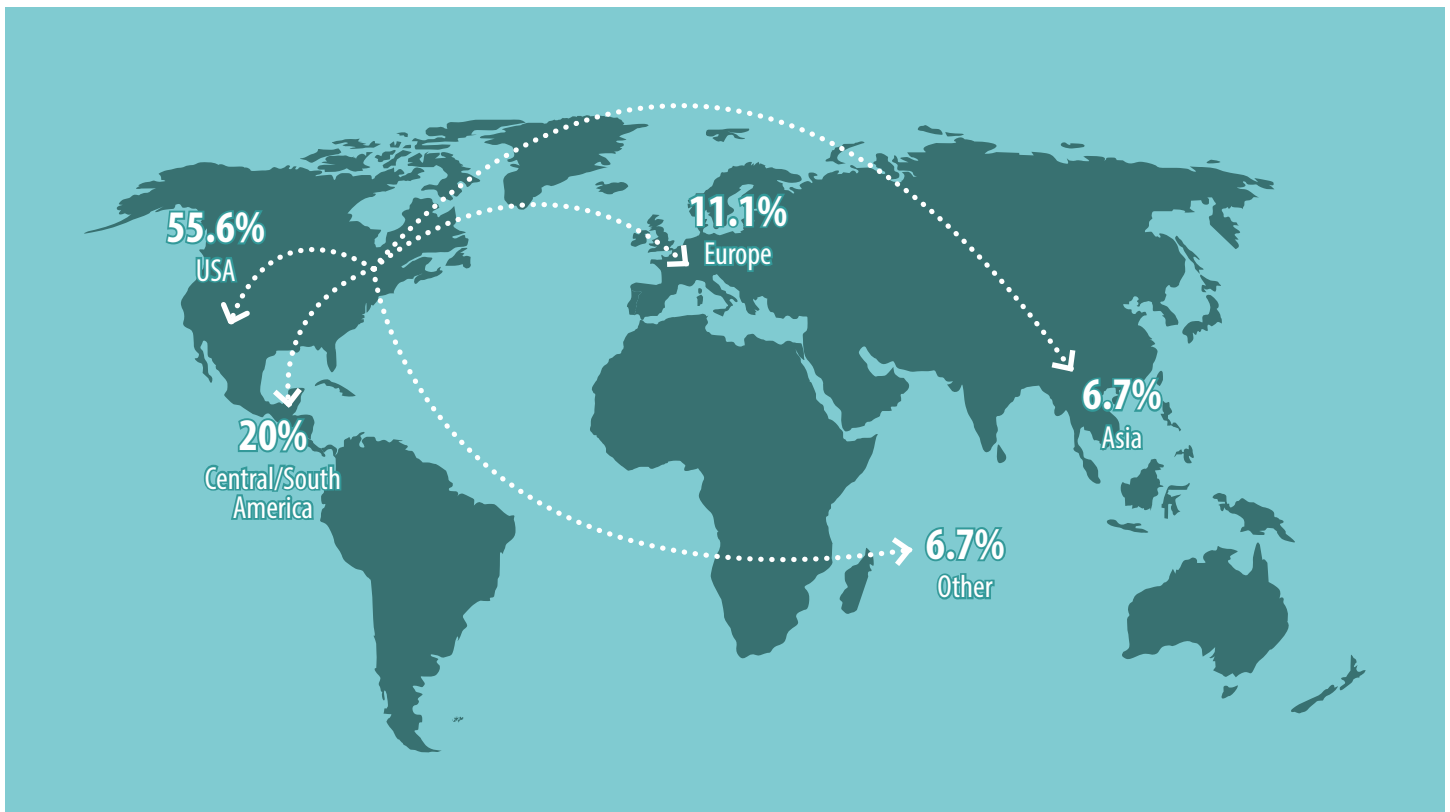 55.6%
USA
11.1%
Europe
6.7%
Asia
20%
Central/South
America
6.7%
Other